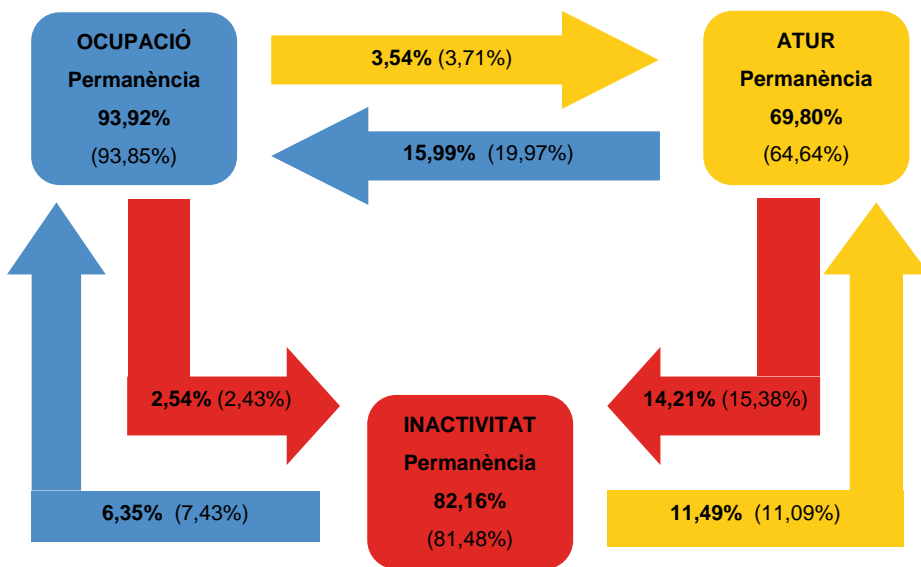 OCUPACIÓ
Permanència
93,92%
(93,85%)
3,54% (3,71%)
15,99% (19,97%)
ATUR
Permanència
69,80%
(64,64%)
2,54% (2,43%)
14,21% (15,38%)
INACTIVITAT
Permanència
82,16%
(81,48%)
6,35% (7,43%)
11,49% (11,09%)